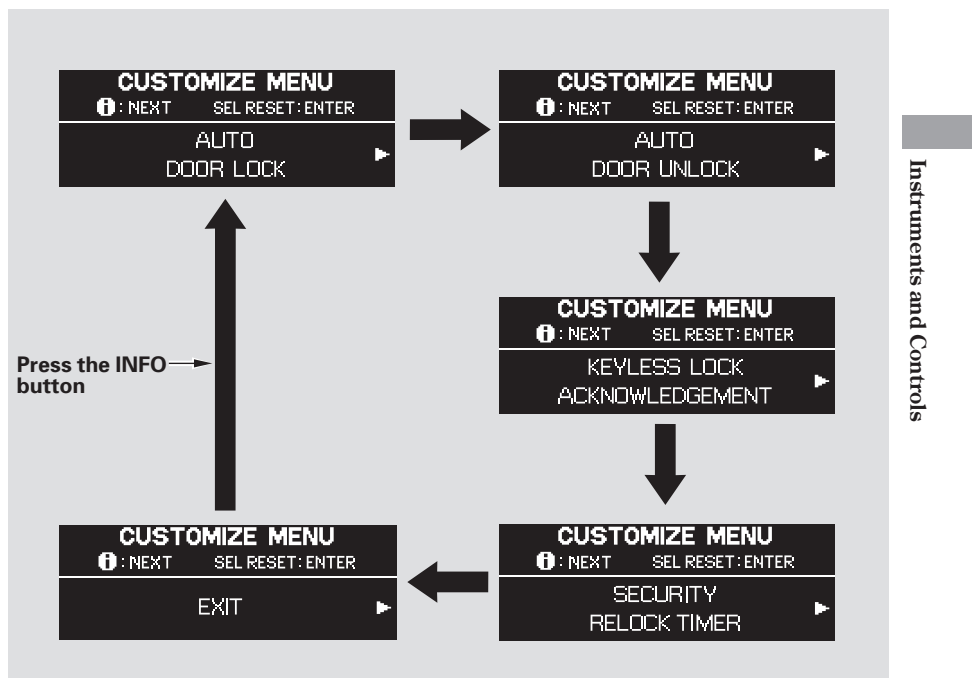 CUSTOMIZE MENU
i : NEXT SEL RESET: ENTER
AUTO
DOOR LOCK
CUSTOMIZE MENU
i : NEXT SEL RESET: ENTER
AUTO
DOOR UNLOCK
CUSTOMIZE MENU
i : NEXT SEL RESET: ENTER
KEYLESS LOCK
ACKNOWLEDGEMENT
Press the INFO
button
CUSTOMIZE MENU
i : NEXT SEL RESET: ENTER
EXIT
CUSTOMIZE MENU
i : NEXT SEL RESET: ENTER
SECURITY
RELOCK TIMER
Instruments and Controls